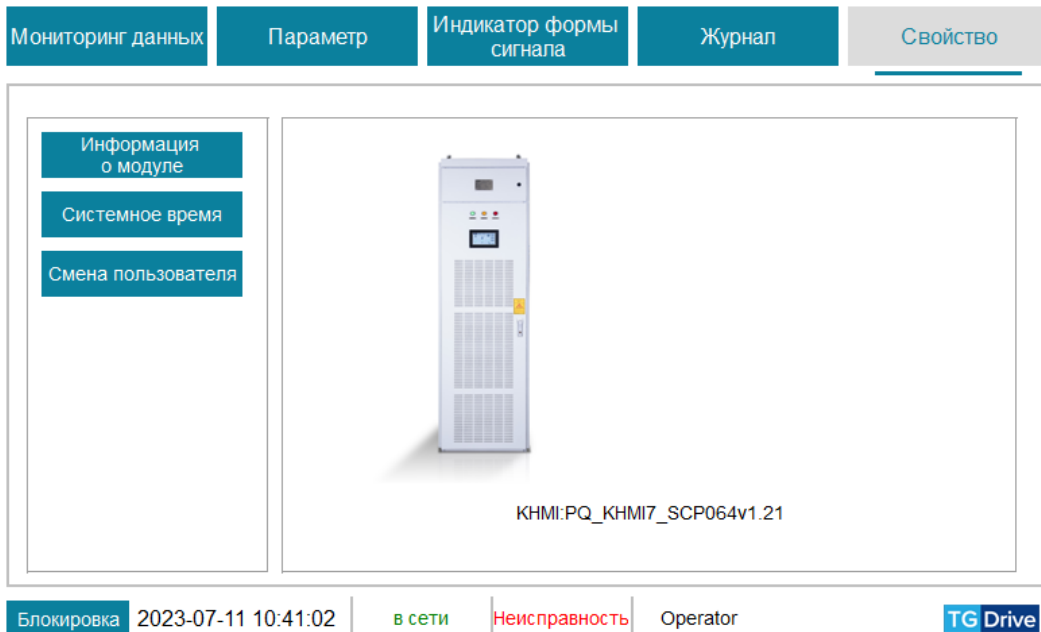 Мониторинг данных
Параметр
Индикатор формы
сигнала
Журнал
Свойство
Информация
о модуле
Системное время
Смена пользователя
KHMI:PQ_KHMI7_SCP064v1.21
Блокировка
2023-07-11 10:41:02
в сети
Неисправность
Operator
TG Drive